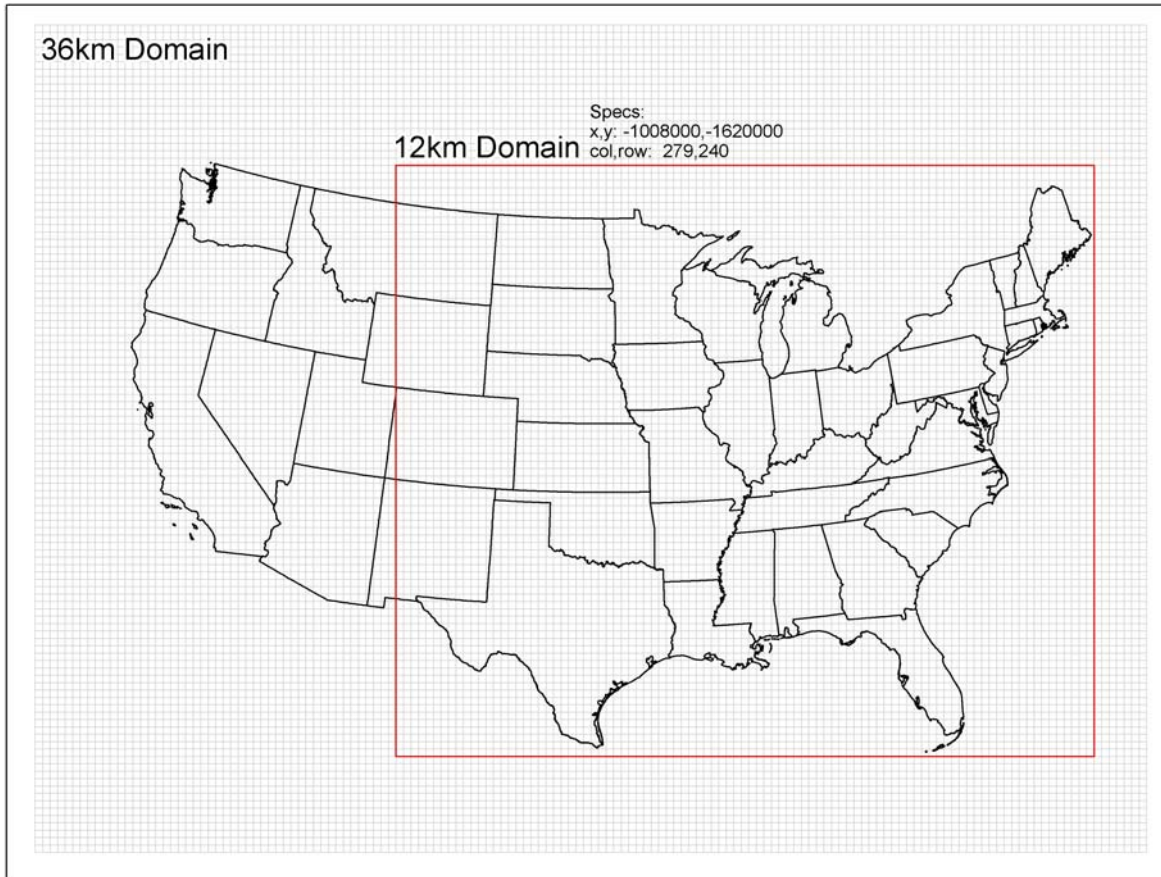 36km Domain
Specs:
x,y: -1008000,-1620000
12km Domain
col,row: 279,240